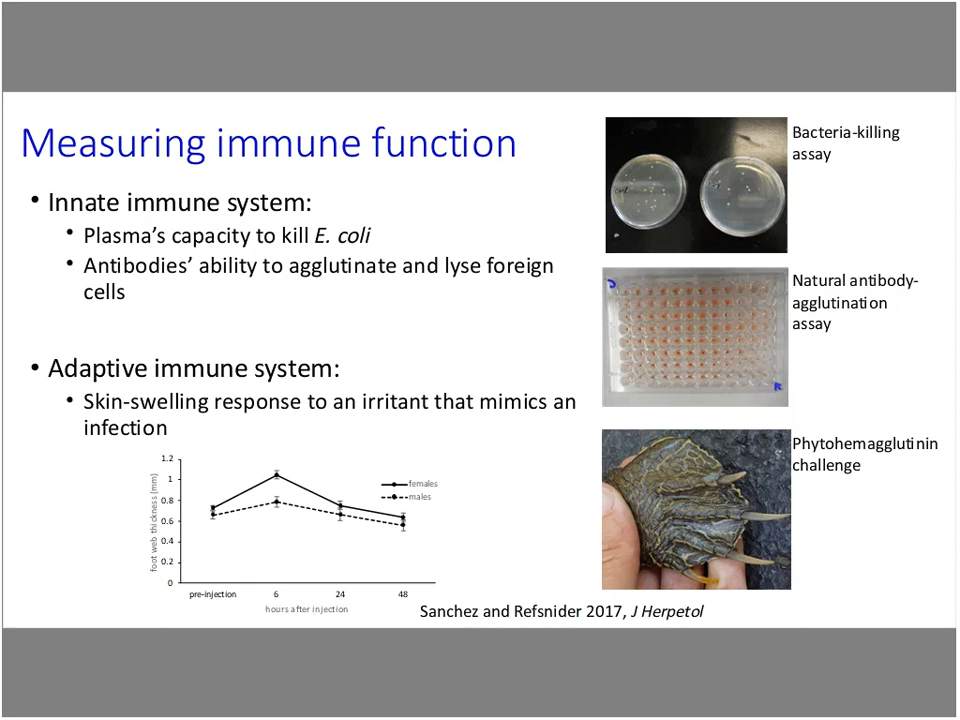 Measuring immune function
• Innate immune system:
• Plasma's capacity to kill E. coli
• Antibodies' ability to agglutinate and lyse foreign
cells
• Adaptive immune system:
• Skin-swelling response to an irritant that mimics an
infection
Bacteria-killing
assay
Natural antibody-
agglutination
assay
Phytohemagglutinin
challenge
foot web thickness (mm)
1.2
1
0.8
0.6
0.4
0.2
0
females
males
pre-injection 6 24 48
hours after injection
Sanchez and Refsnider 2017, J Herpetol